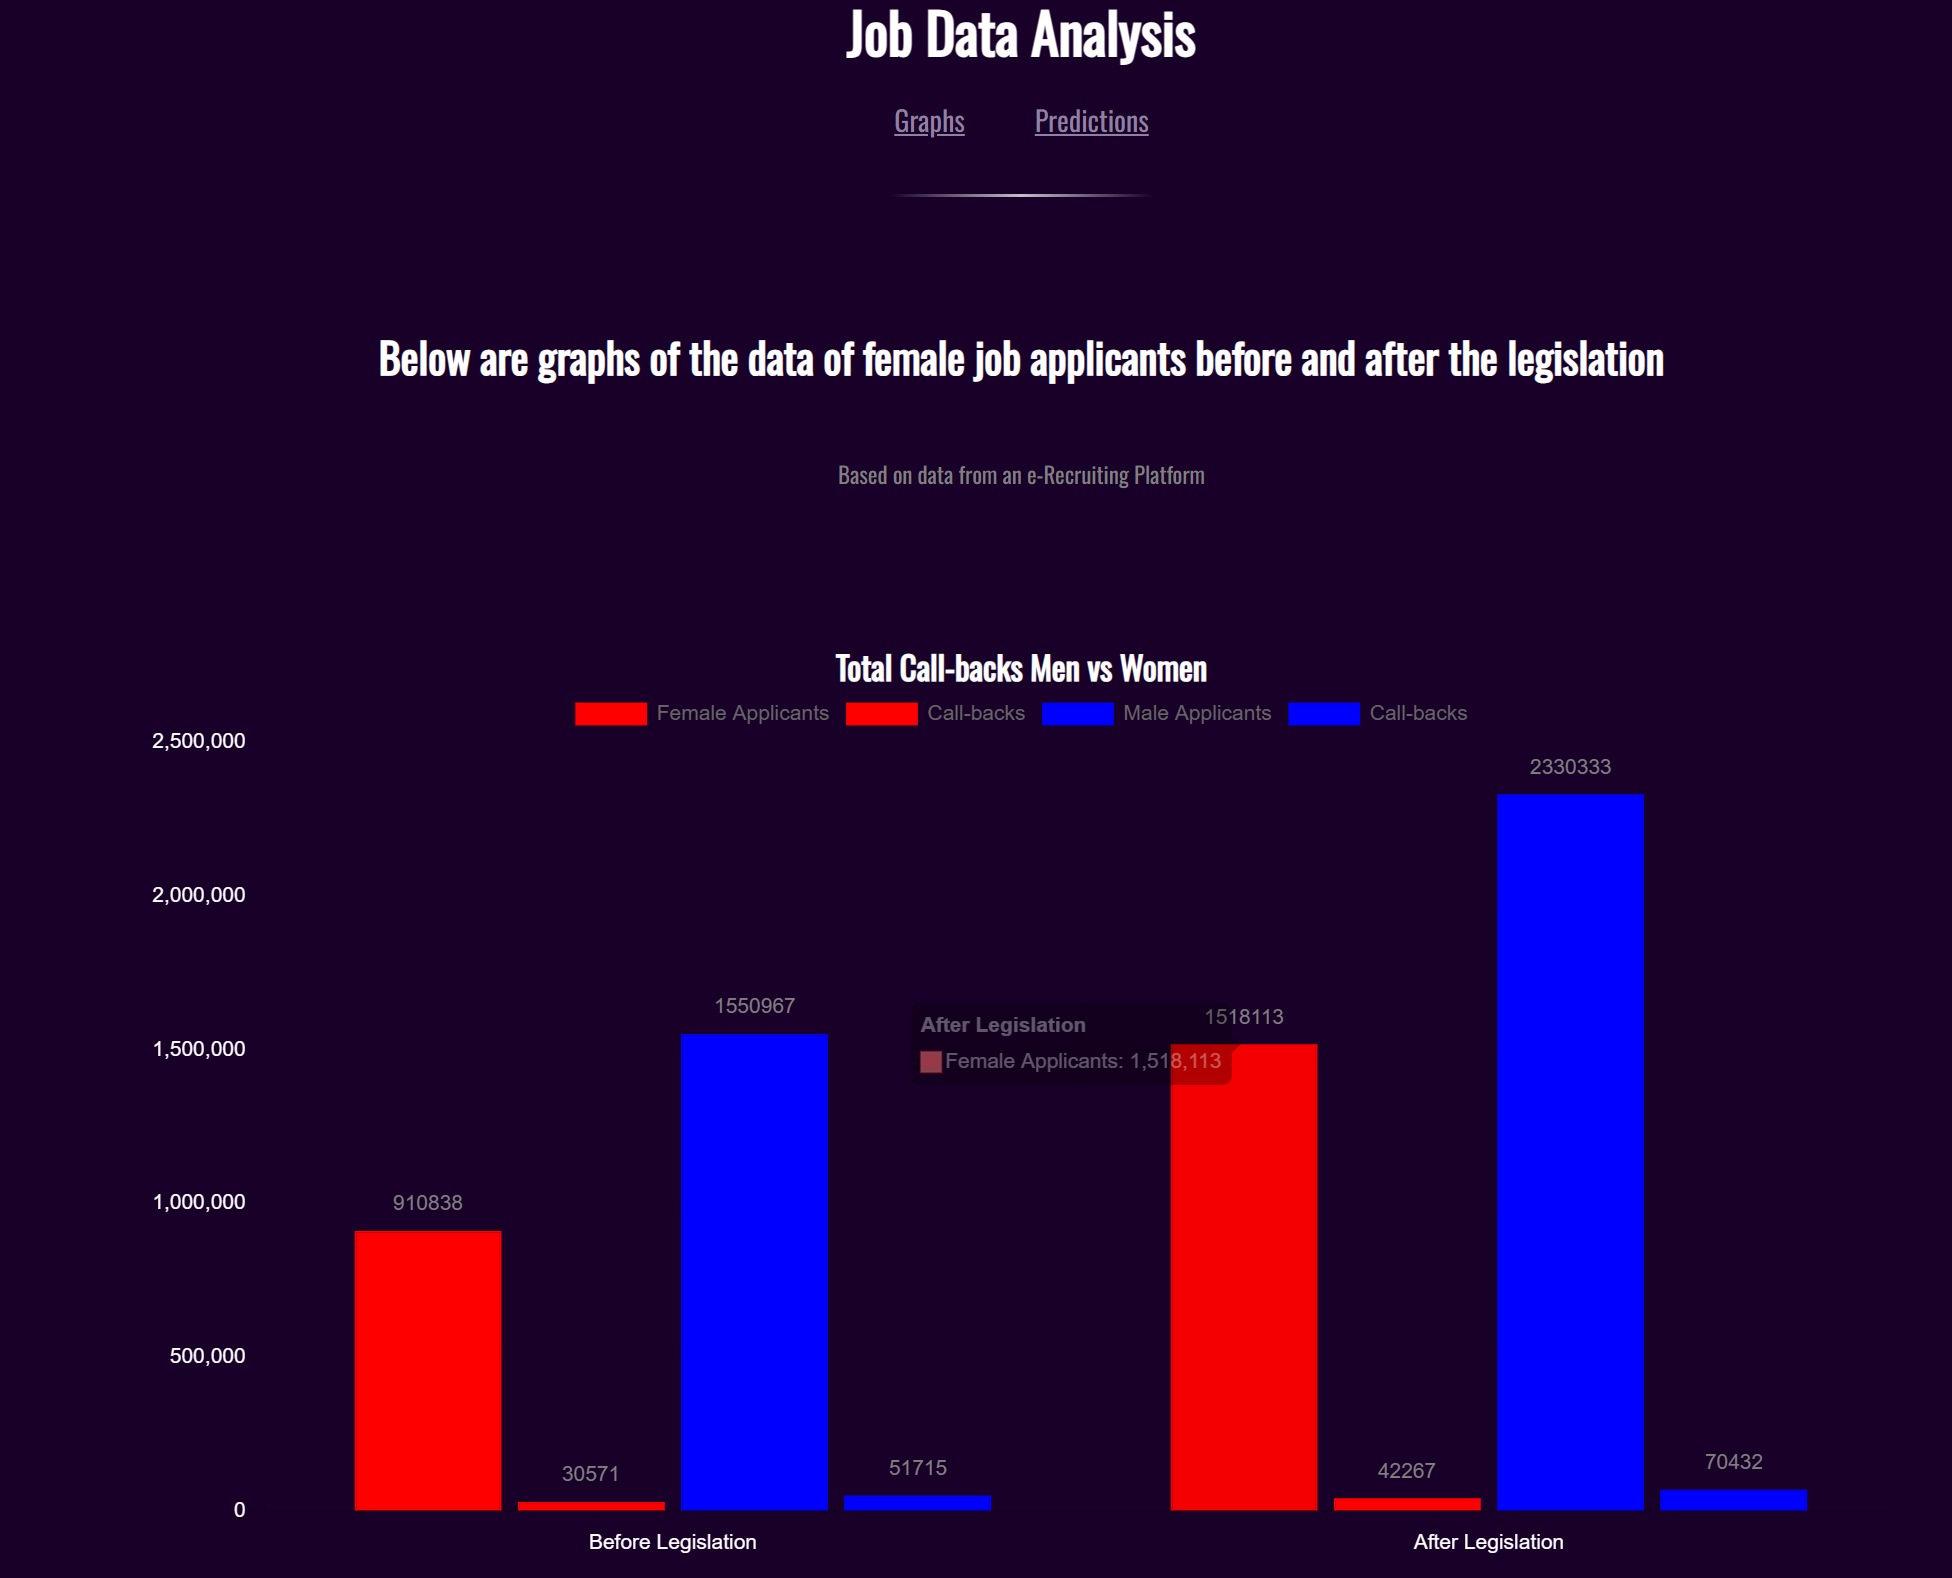 Job Data Analysis
Graphs Predictions
Below are graphs of the data of female job applicants before and after the legislation
Based on data from an e-Recruiting Platform
Total Call-backs Men vs Women
Female Applicants Call-backs Male Applicants Call-backs
2,500,000
2330333
2,000,000
1550967
1518113
After Legislation
1,500,000
Female Applicants: 1,518,113
1,000,000
910838
500,000
30571
51715
42267
70432
0
Before Legislation After Legislation